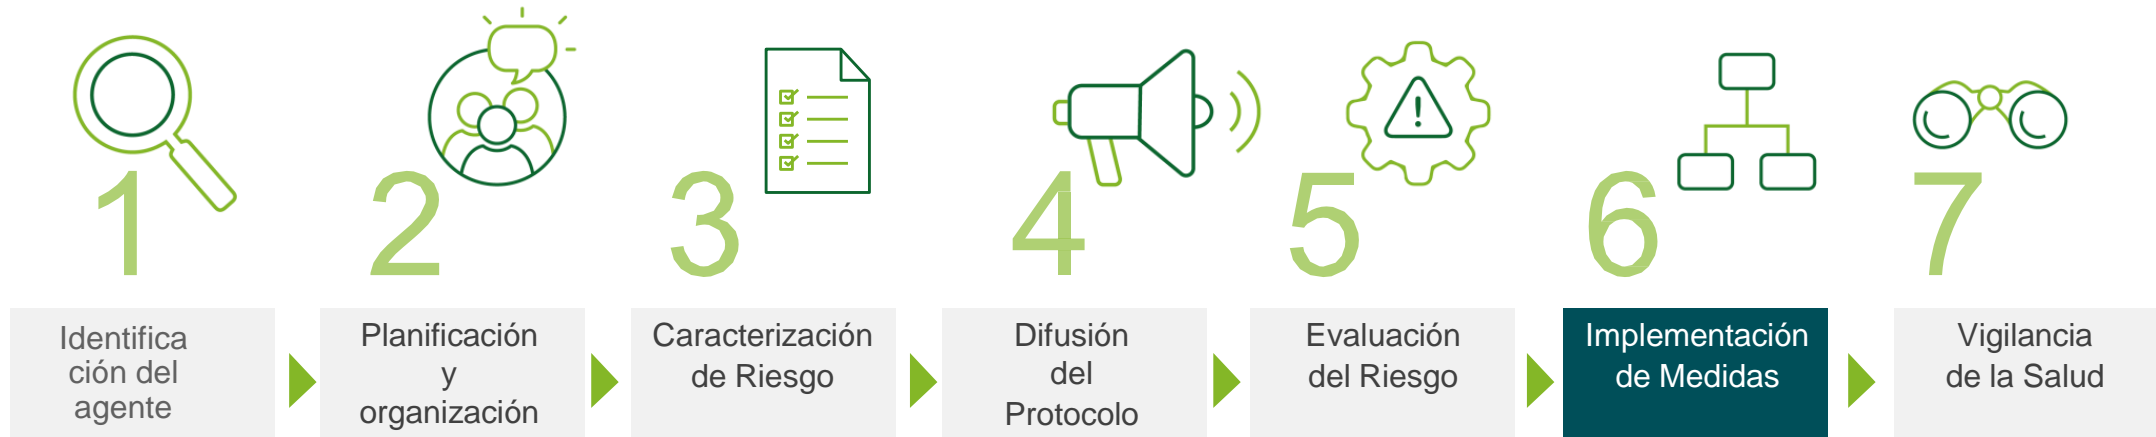 1
2
3
4
5
6
7
Identifica
ción del
agente
Planificación
y
organización
Caracterización
de Riesgo
Difusión
del
Protocolo
Evaluación
del Riesgo
Implementación
de Medidas
Vigilancia
de la Salud